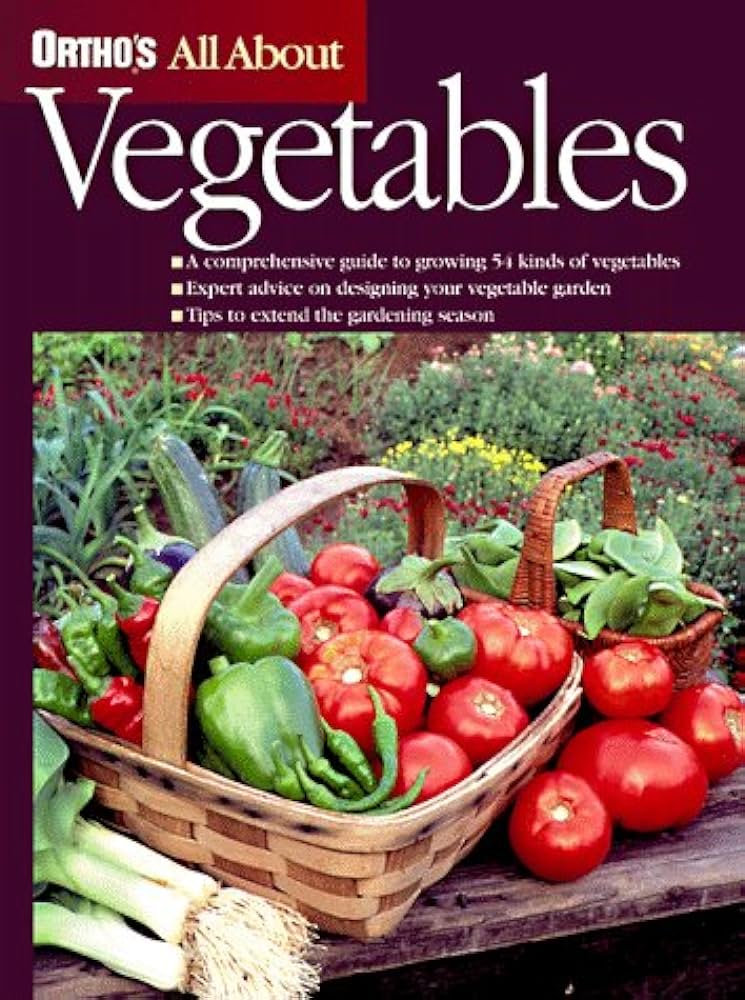 ORTHO'S All About
Vegetables
■ A comprehensive guide to growing 54 kinds of vegetables
■ Expert advice on designing your vegetable garden
■ Tips to extend the gardening season